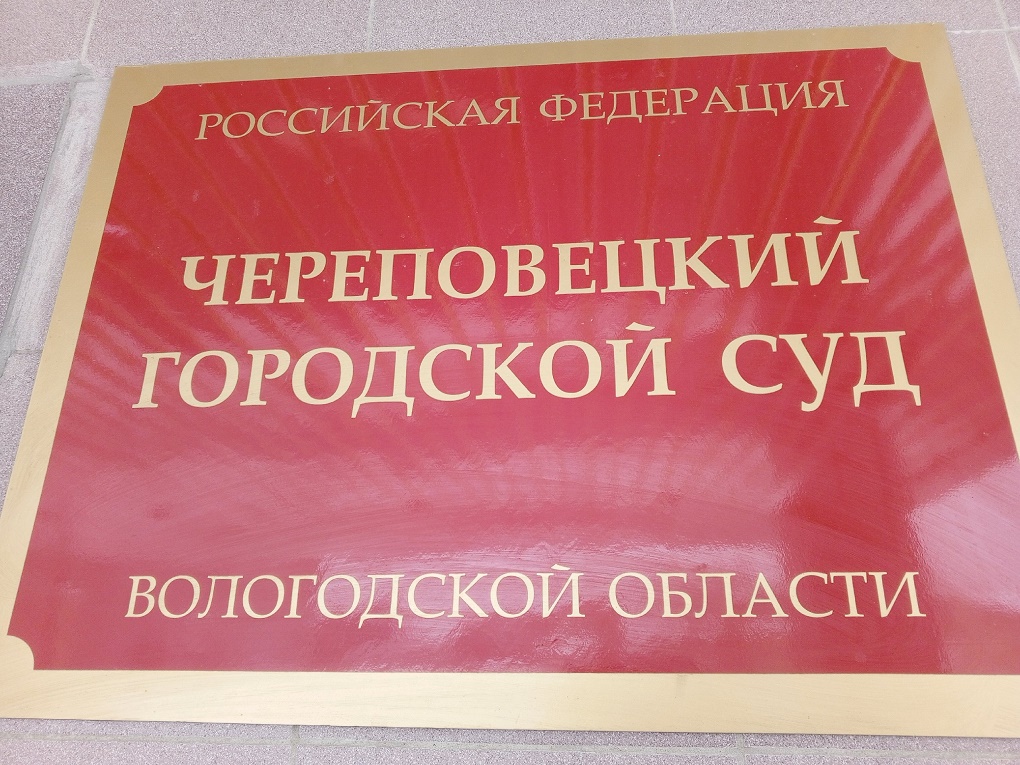 РОССИЙСКАЯ ФЕДЕРАЦИЯ
ЧЕРЕПОВЕЦКИЙ
ГОРОДСКОЙ СУД
ВОЛОГОДСКОЙ ОБЛАСТИ